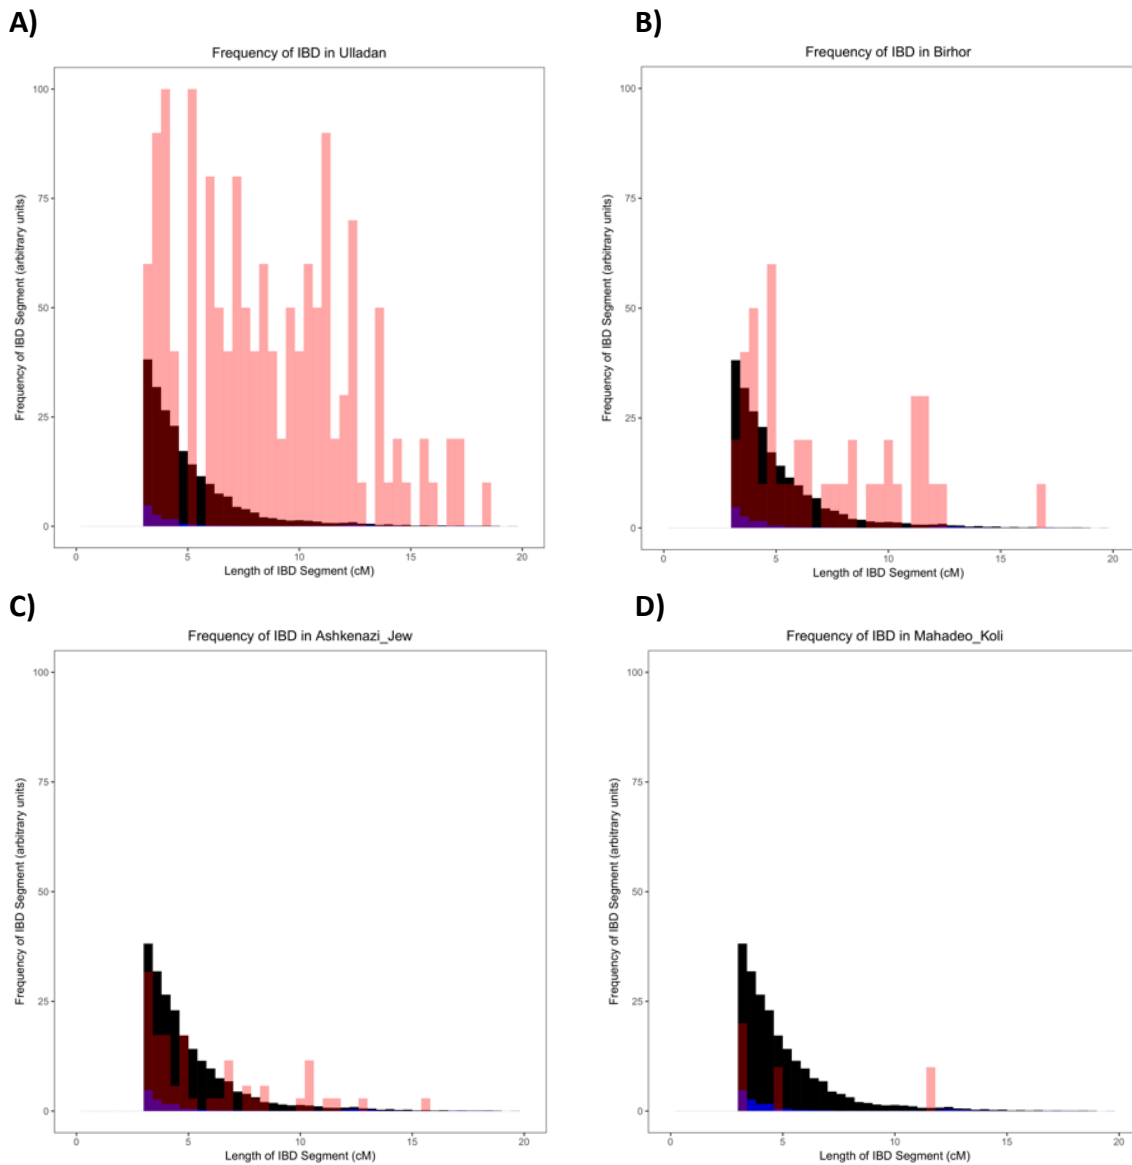 A)
Frequency of IBD in Ulladan
Frequency of IBD Segment (arbitrary units)
100
75
50
25
0
0 5 10 15 20
Length of IBD Segment (cM)
B)
Frequency of IBD in Birhor
Frequency of IBD Segment (arbitrary units)
100
75
50
25
0
0 5 10 15 20
Length of IBD Segment (cM)
C)
Frequency of IBD in Ashkenazi_Jew
Frequency of IBD Segment (arbitrary units)
100
75
50
25
0
0 5 10 15 20
Length of IBD Segment (cM)
D)
Frequency of IBD in Mahadeo_Koli
Frequency of IBD Segment (arbitrary units)
100
75
50
25
0
0 5 10 15 20
Length of IBD Segment (cM)